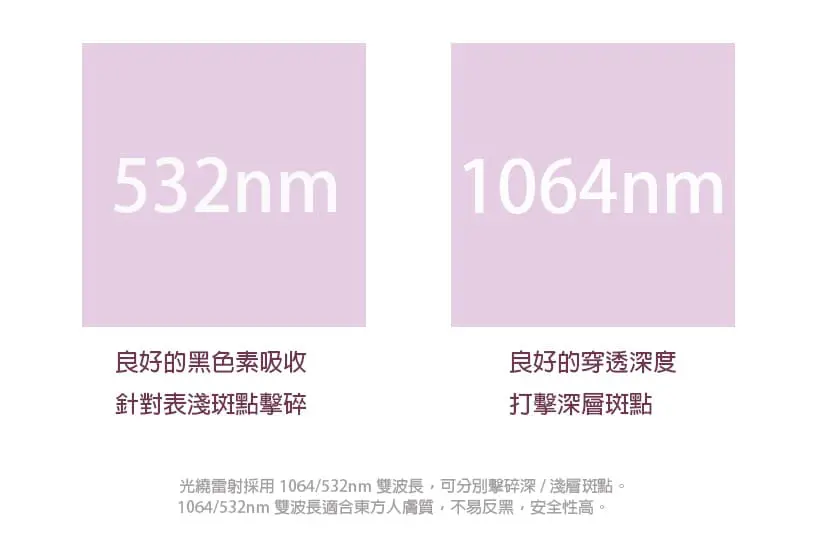 532nm
1064nm
良好的黑色素吸收
針對表淺斑點擊碎
良好的穿透深度
打擊深層斑點
光繞雷射採用 1064/532nm 雙波長，可分別擊碎深 / 淺層斑點。
1064/532nm 雙波長適合東方人膚質，不易反黑，安全性高。